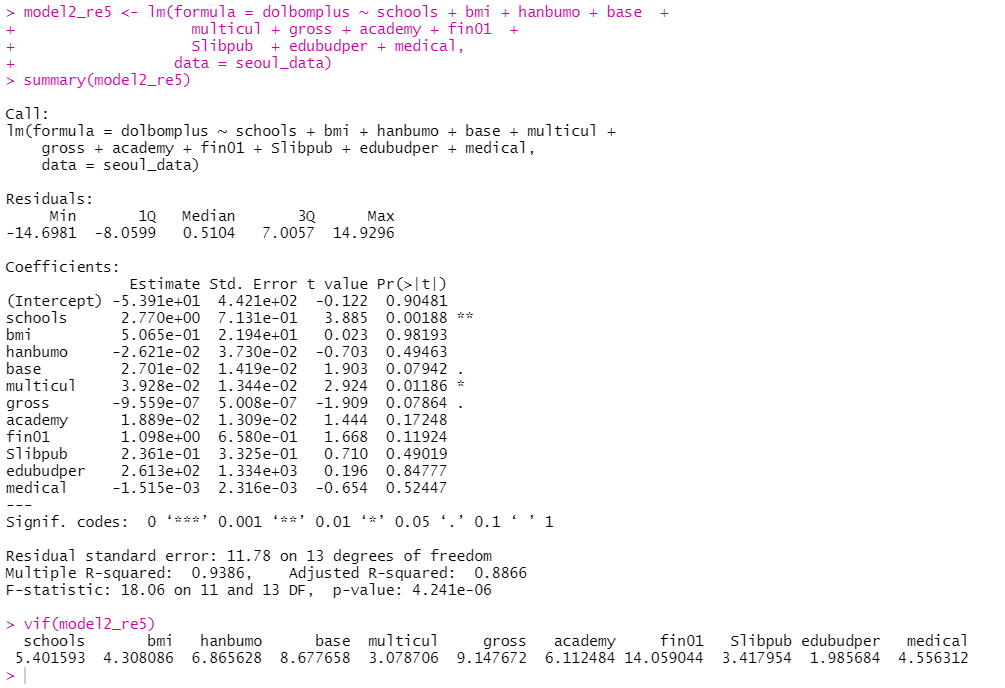 > model2_re5 <- lm(formula = dolbomplus ~ schools + bmi + hanbumo + base  +
+                    multicul + gross + academy + fin01  +
+                    Slibpub  + edubudper + medical,
+                  data = seoul_data)
> summary(model2_re5)
Call:
lm(formula = dolbomplus ~ schools + bmi + hanbumo + base + multicul +
    gross + academy + fin01 + Slibpub + edubudper + medical,
    data = seoul_data)
Residuals:
     Min       1Q   Median       3Q      Max
-14.6981  -8.0599   0.5104   7.0057  14.9296
Coefficients:
              Estimate Std. Error t value Pr(>|t|)
(Intercept) -5.391e+01  4.421e+02  -0.122  0.90481
schools      2.770e+00  7.131e-01   3.885  0.00188 **
bmi          5.065e-01  2.194e+01   0.023  0.98193
hanbumo     -2.621e-02  3.730e-02  -0.703  0.49463
base         2.701e-02  1.419e-02   1.903  0.07942 .
multicul     3.928e-02  1.344e-02   2.924  0.01186 *
gross       -9.559e-07  5.008e-07  -1.909  0.07864 .
academy      1.889e-02  1.309e-02   1.444  0.17248
fin01        1.098e+00  6.580e-01   1.668  0.11924
Slibpub      2.361e-01  3.325e-01   0.710  0.49019
edubudper    2.613e+02  1.334e+03   0.196  0.84777
medical     -1.515e-03  2.316e-03  -0.654  0.52447
---
Signif. codes:  0 ‘***’ 0.001 ‘**’ 0.01 ‘*’ 0.05 ‘.’ 0.1 ‘ ’ 1
Residual standard error: 11.78 on 13 degrees of freedom
Multiple R-squared:  0.9386,    Adjusted R-squared:  0.8866
F-statistic: 18.06 on 11 and 13 DF,  p-value: 4.241e-06
> vif(model2_re5)
  schools       bmi   hanbumo      base  multicul     gross   academy     fin01   Slibpub edubudper   medical
 5.401593  4.308086  6.865628  8.677658  3.078706  9.147672  6.112484 14.059044  3.417954  1.985684  4.556312
>